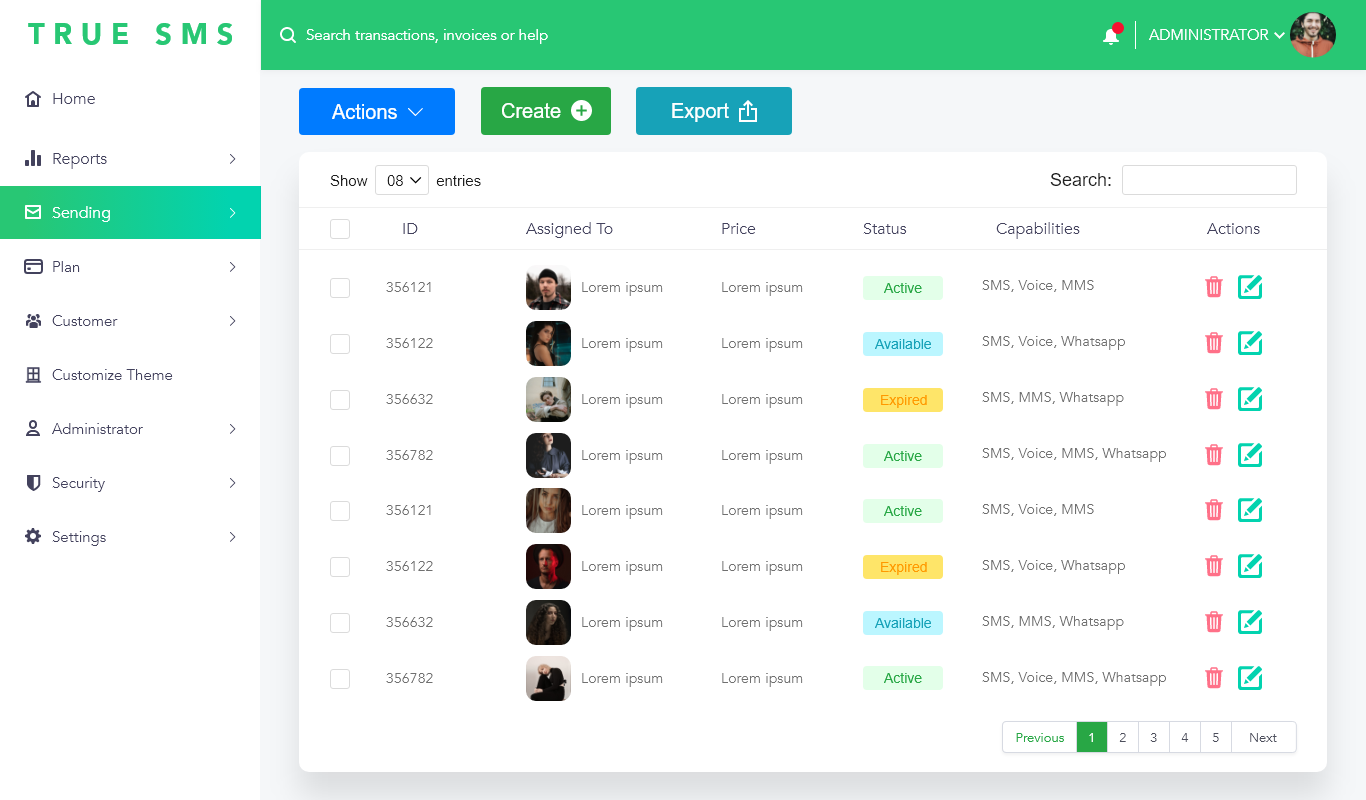 TRUE SMS
Search transactions, invoices or help
ADMINISTRATOR
Home
Reports
Sending
Plan
Customer
Customize Theme
Administrator
Security
Settings
Actions
Create
Export
Show 08 entries
Search:
ID Assigned To Price Status Capabilities Actions
356121 Lorem ipsum Lorem ipsum Active SMS, Voice, MMS
356122 Lorem ipsum Lorem ipsum Available SMS, Voice, Whatsapp
356632 Lorem ipsum Lorem ipsum Expired SMS, MMS, Whatsapp
356782 Lorem ipsum Lorem ipsum Active SMS, Voice, MMS, Whatsapp
356121 Lorem ipsum Lorem ipsum Active SMS, Voice, MMS
356122 Lorem ipsum Lorem ipsum Expired SMS, Voice, Whatsapp
356632 Lorem ipsum Lorem ipsum Available SMS, MMS, Whatsapp
356782 Lorem ipsum Lorem ipsum Active SMS, Voice, MMS, Whatsapp
Previous 1 2 3 4 5 Next